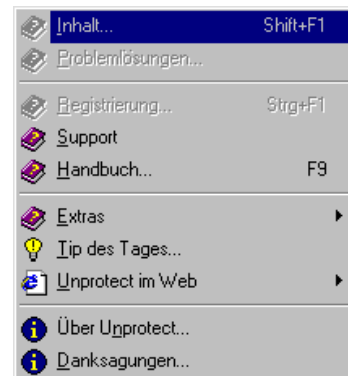 Inhalt... Shift+F1
Problemlösungen...
Registrierung... Strg+F1
Support
Handbuch... F9
Extras
Tip des Tages...
Unprotect im Web
Über Unprotect...
Danksagungen...